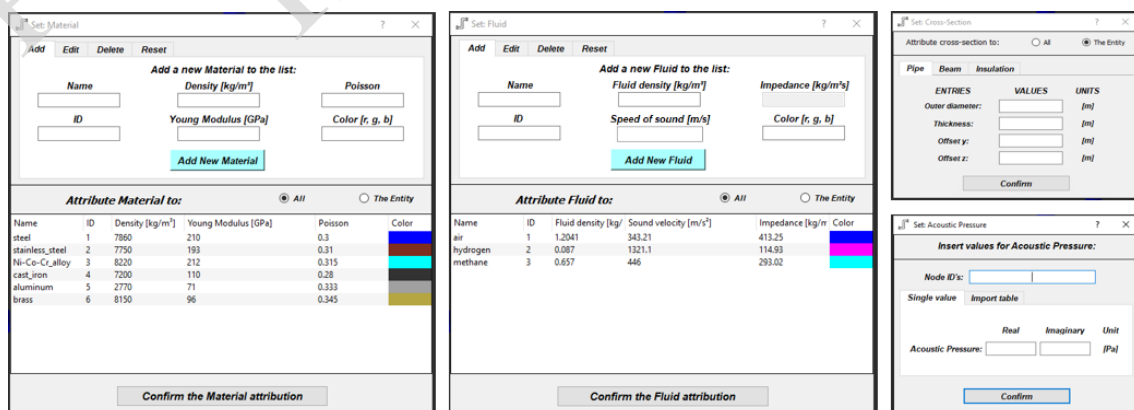 Set: Material ? ×
Add Edit Delete Reset
Add a new Material to the list:
Name Density [kg/m³] Poisson
ID Young Modulus [GPa] Color [r, g, b]
Add New Material
Attribute Material to: All The Entity
Name ID Density [kg/m³] Young Modulus [GPa] Poisson Color
steel 1 7860 210 0.3
stainless_steel 2 7750 193 0.31
Ni-Co-Cr_alloy 3 8220 212 0.315
cast_iron 4 7200 110 0.28
aluminum 5 2770 71 0.333
brass 6 8150 96 0.345
Confirm the Material attribution
Set: Fluid ? ×
Add Edit Delete Reset
Add a new Fluid to the list:
Name Fluid density [kg/m³] Impedance [kg/m²s]
ID Speed of sound [m/s] Color [r, g, b]
Add New Fluid
Attribute Fluid to: All The Entity
Name ID Fluid density [kg/ Sound velocity [m/s²] Impedance [kg/m Color
air 1 1.2041 343.21 413.25
hydrogen 2 0.087 1321.1 114.93
methane 3 0.657 446 293.02
Confirm the Fluid attribution
Set: Cross-Section ? ×
Attribute cross-section to: All The Entity
Pipe Beam Insulation
ENTRIES VALUES UNITS
Outer diameter: [m]
Thickness: [m]
Offset y: [m]
Offset z: [m]
Confirm
Set: Acoustic Pressure ? ×
Insert values for Acoustic Pressure:
Node ID's:
Single value Import table
Real Imaginary Unit
Acoustic Pressure: [Pa]
Confirm